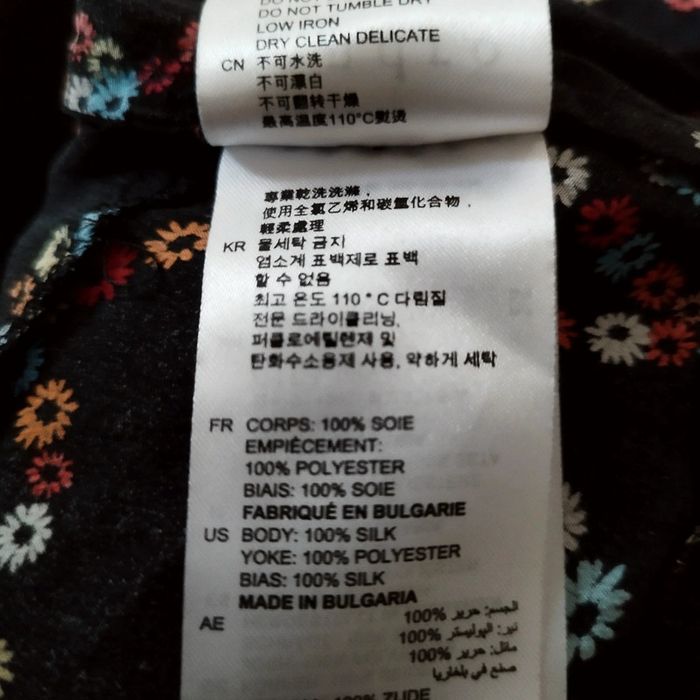 DO NOT TUMBLE DRY
LOW IRON
DRY CLEAN DELICATE
CN 不可水洗
不可漂白
不可翻转干燥
最高温度110°C熨烫
專業乾洗洗滌,
使用全氯乙烯和碳氫化合物,
輕柔處理
KR 물세탁 금지
염소계 표백제로 표백
할 수 없음
최고 온도 110 °C 다림질
전문 드라이클리닝,
퍼클로에틸렌제 및
탄화수소용제 사용, 약하게 세탁
FR CORPS: 100% SOIE
EMPIÈCEMENT:
100% POLYESTER
BIAIS: 100% SOIE
FABRIQUÉ EN BULGARIE
US BODY: 100% SILK
YOKE: 100% POLYESTER
BIAS: 100% SILK
MADE IN BULGARIA
AE الجسم: حرير 100%
نير: البوليستر 100%
مائل: حرير 100%
صنع في بلغاريا